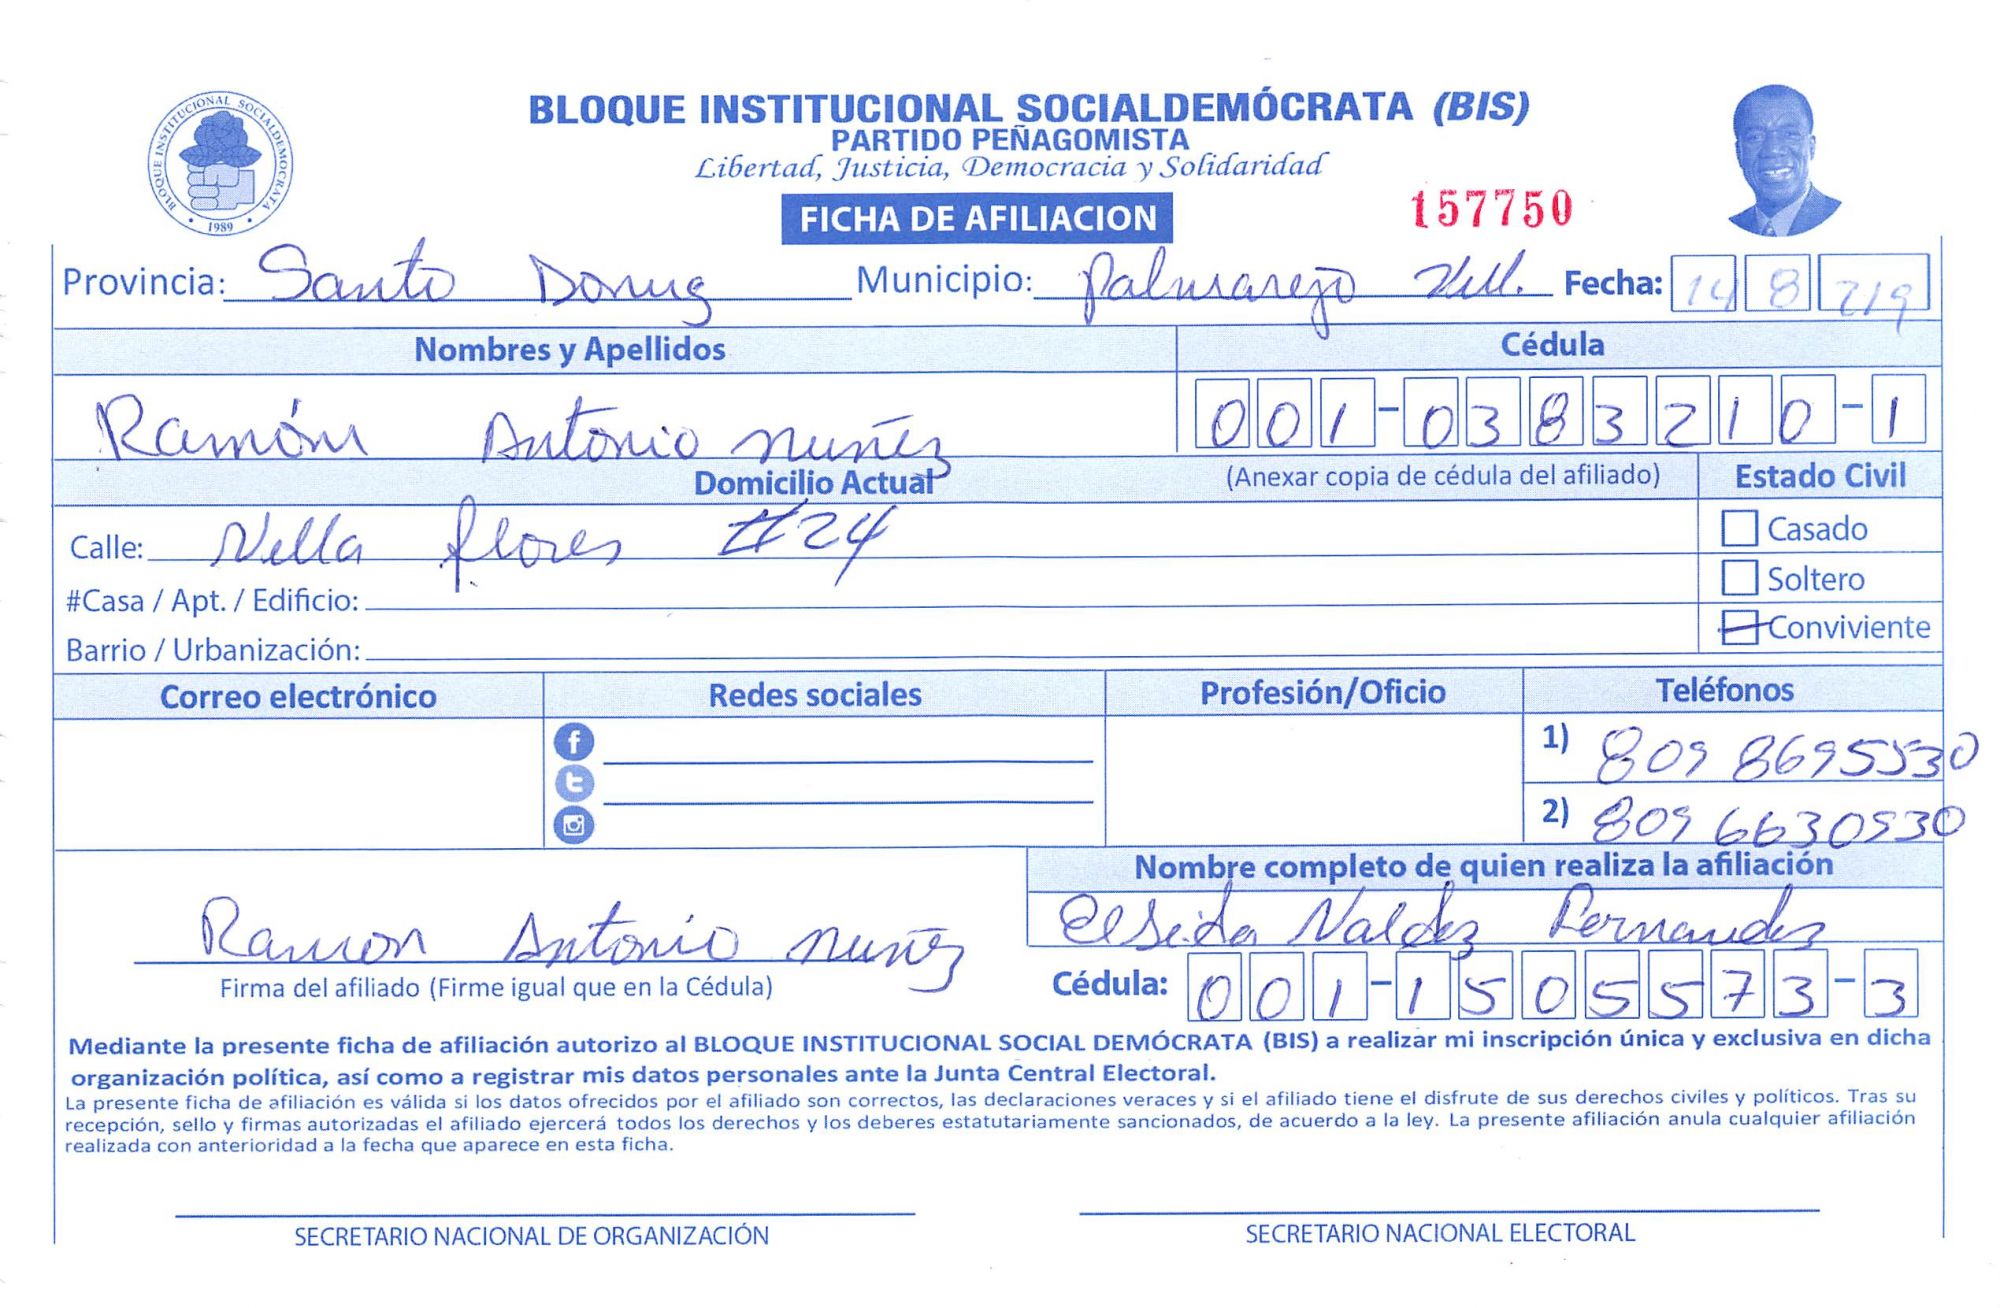 BLOQUE INSTITUCIONAL SOCIALDEMOCRATA
1989
BLOQUE INSTITUCIONAL SOCIALDEMÓCRATA (BIS)
PARTIDO PEÑAGOMISTA
Libertad, Justicia, Democracia y Solidaridad
FICHA DE AFILIACION
157750
Provincia: Santo Doming Municipio: Palmarejo Vill. Fecha: 14 8 219
Nombres y Apellidos Cédula
Ramón Antonio Nuñez 001-0383210-1
Domicilio Actual (Anexar copia de cédula del afiliado) Estado Civil
Calle: Villa flores #24 Casado
#Casa / Apt. / Edificio: Soltero
Barrio / Urbanización: Conviviente
Correo electrónico Redes sociales Profesión/Oficio Teléfonos
1) 809 8695530
2) 809 6630530
Nombre completo de quien realiza la afiliación
Elseida Valdez Fernandez
Ramon Antonio Nuñez
Firma del afiliado (Firme igual que en la Cédula) Cédula: 001-1505573-3
Mediante la presente ficha de afiliación autorizo al BLOQUE INSTITUCIONAL SOCIAL DEMÓCRATA (BIS) a realizar mi inscripción única y exclusiva en dicha
organización política, así como a registrar mis datos personales ante la Junta Central Electoral.
La presente ficha de afiliación es válida si los datos ofrecidos por el afiliado son correctos, las declaraciones veraces y si el afiliado tiene el disfrute de sus derechos civiles y políticos. Tras su
recepción, sello y firmas autorizadas el afiliado ejercerá todos los derechos y los deberes estatutariamente sancionados, de acuerdo a la ley. La presente afiliación anula cualquier afiliación
realizada con anterioridad a la fecha que aparece en esta ficha.
SECRETARIO NACIONAL DE ORGANIZACIÓN SECRETARIO NACIONAL ELECTORAL